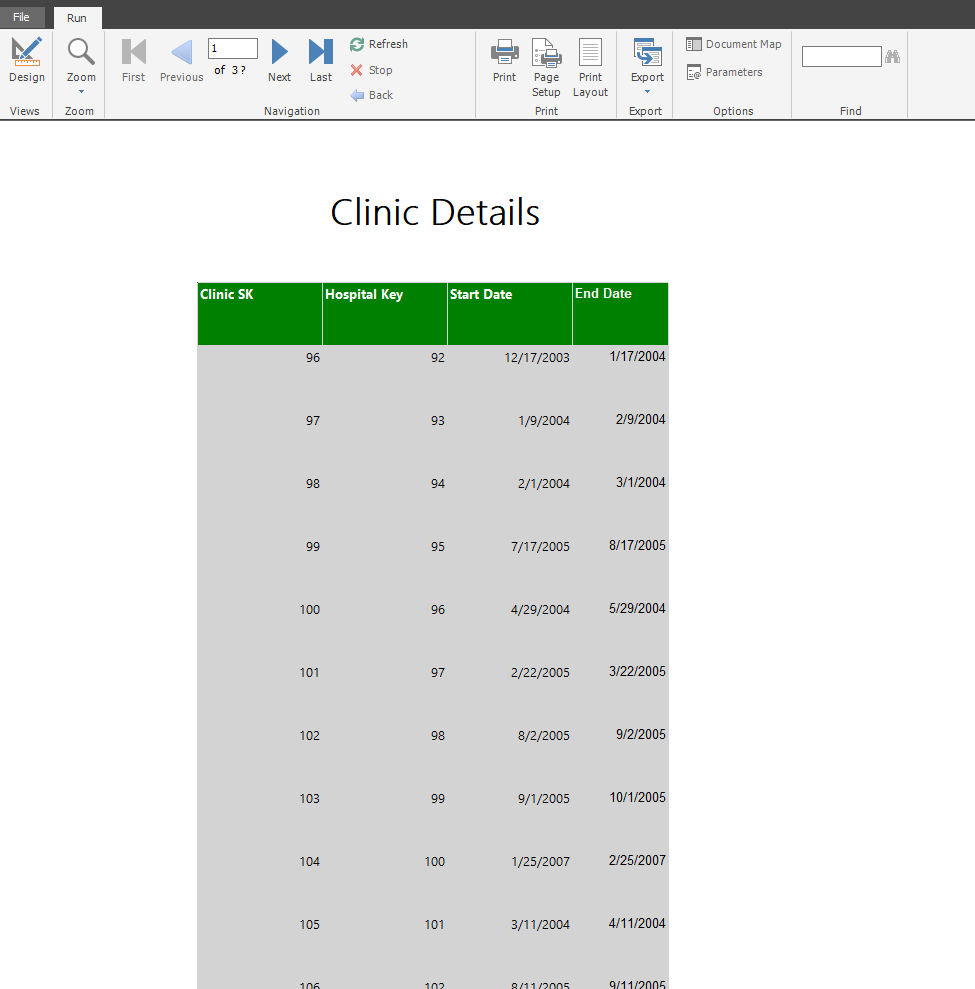 File Run
Design Zoom First Previous 1 of 3 ? Next Last Refresh Stop Back Print Page Setup Print Layout Export Document Map Parameters
Views Zoom Navigation Print Export Options Find
Clinic Details
Clinic SK Hospital Key Start Date End Date
96 92 12/17/2003 1/17/2004
97 93 1/9/2004 2/9/2004
98 94 2/1/2004 3/1/2004
99 95 7/17/2005 8/17/2005
100 96 4/29/2004 5/29/2004
101 97 2/22/2005 3/22/2005
102 98 8/2/2005 9/2/2005
103 99 9/1/2005 10/1/2005
104 100 1/25/2007 2/25/2007
105 101 3/11/2004 4/11/2004
106 102 8/11/2005 9/11/2005